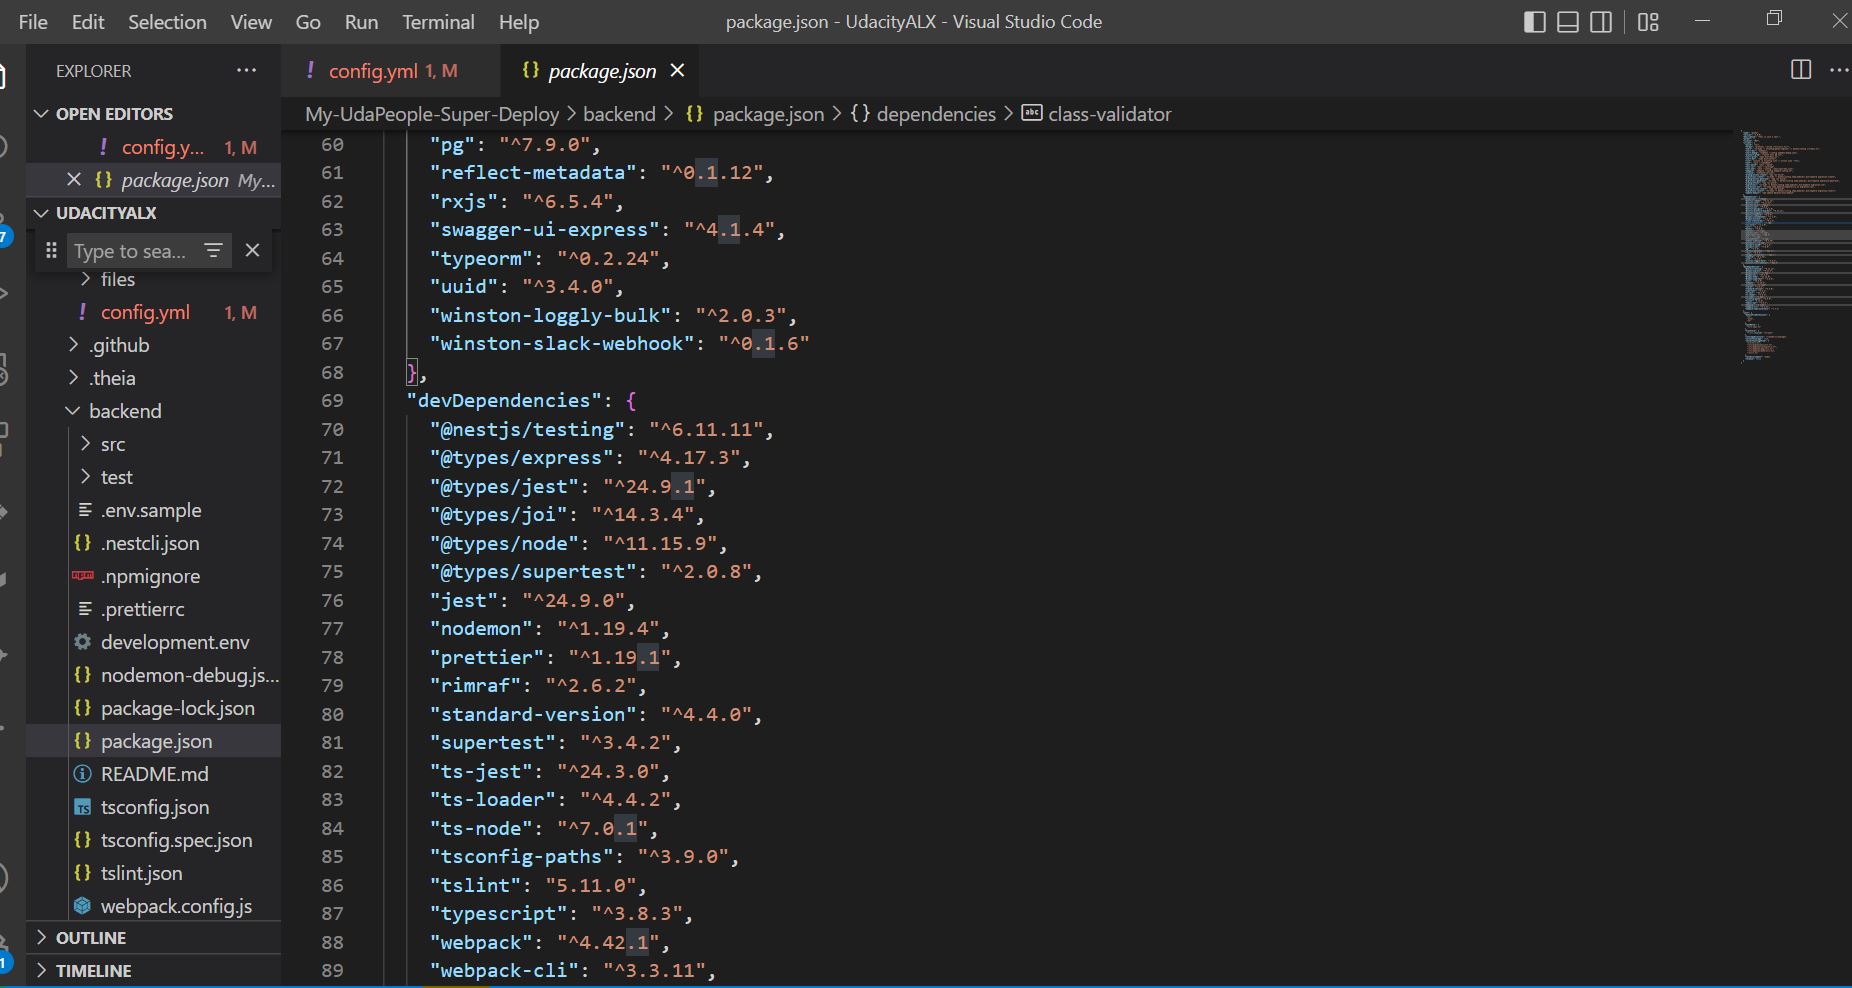 File Edit Selection View Go Run Terminal Help
package.json - UdacityALX - Visual Studio Code
EXPLORER
OPEN EDITORS
! config.y... 1, M
{} package.json My...
UDACITYALX
Type to sea...
files
! config.yml 1, M
.github
.theia
backend
src
test
.env.sample
{} .nestcli.json
npm .npmignore
.prettierrc
development.env
{} nodemon-debug.js...
{} package-lock.json
{} package.json
README.md
TS tsconfig.json
{} tsconfig.spec.json
{} tslint.json
webpack.config.js
OUTLINE
TIMELINE
7
1
! config.yml 1, M
{} package.json
My-UdaPeople-Super-Deploy > backend > {} package.json > {} dependencies > abc class-validator
60 "pg": "^7.9.0",
61 "reflect-metadata": "^0.1.12",
62 "rxjs": "^6.5.4",
63 "swagger-ui-express": "^4.1.4",
64 "typeorm": "^0.2.24",
65 "uuid": "^3.4.0",
66 "winston-loggly-bulk": "^2.0.3",
67 "winston-slack-webhook": "^0.1.6"
68 },
69 "devDependencies": {
70 "@nestjs/testing": "^6.11.11",
71 "@types/express": "^4.17.3",
72 "@types/jest": "^24.9.1",
73 "@types/joi": "^14.3.4",
74 "@types/node": "^11.15.9",
75 "@types/supertest": "^2.0.8",
76 "jest": "^24.9.0",
77 "nodemon": "^1.19.4",
78 "prettier": "^1.19.1",
79 "rimraf": "^2.6.2",
80 "standard-version": "^4.4.0",
81 "supertest": "^3.4.2",
82 "ts-jest": "^24.3.0",
83 "ts-loader": "^4.4.2",
84 "ts-node": "^7.0.1",
85 "tsconfig-paths": "^3.9.0",
86 "tslint": "5.11.0",
87 "typescript": "^3.8.3",
88 "webpack": "^4.42.1",
89 "webpack-cli": "^3.3.11",